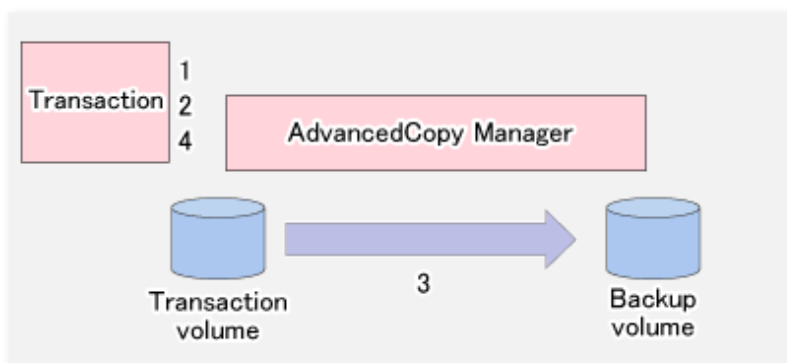 1
Transaction 2
4
AdvancedCopy Manager
3
Transaction
volume
Backup
volume